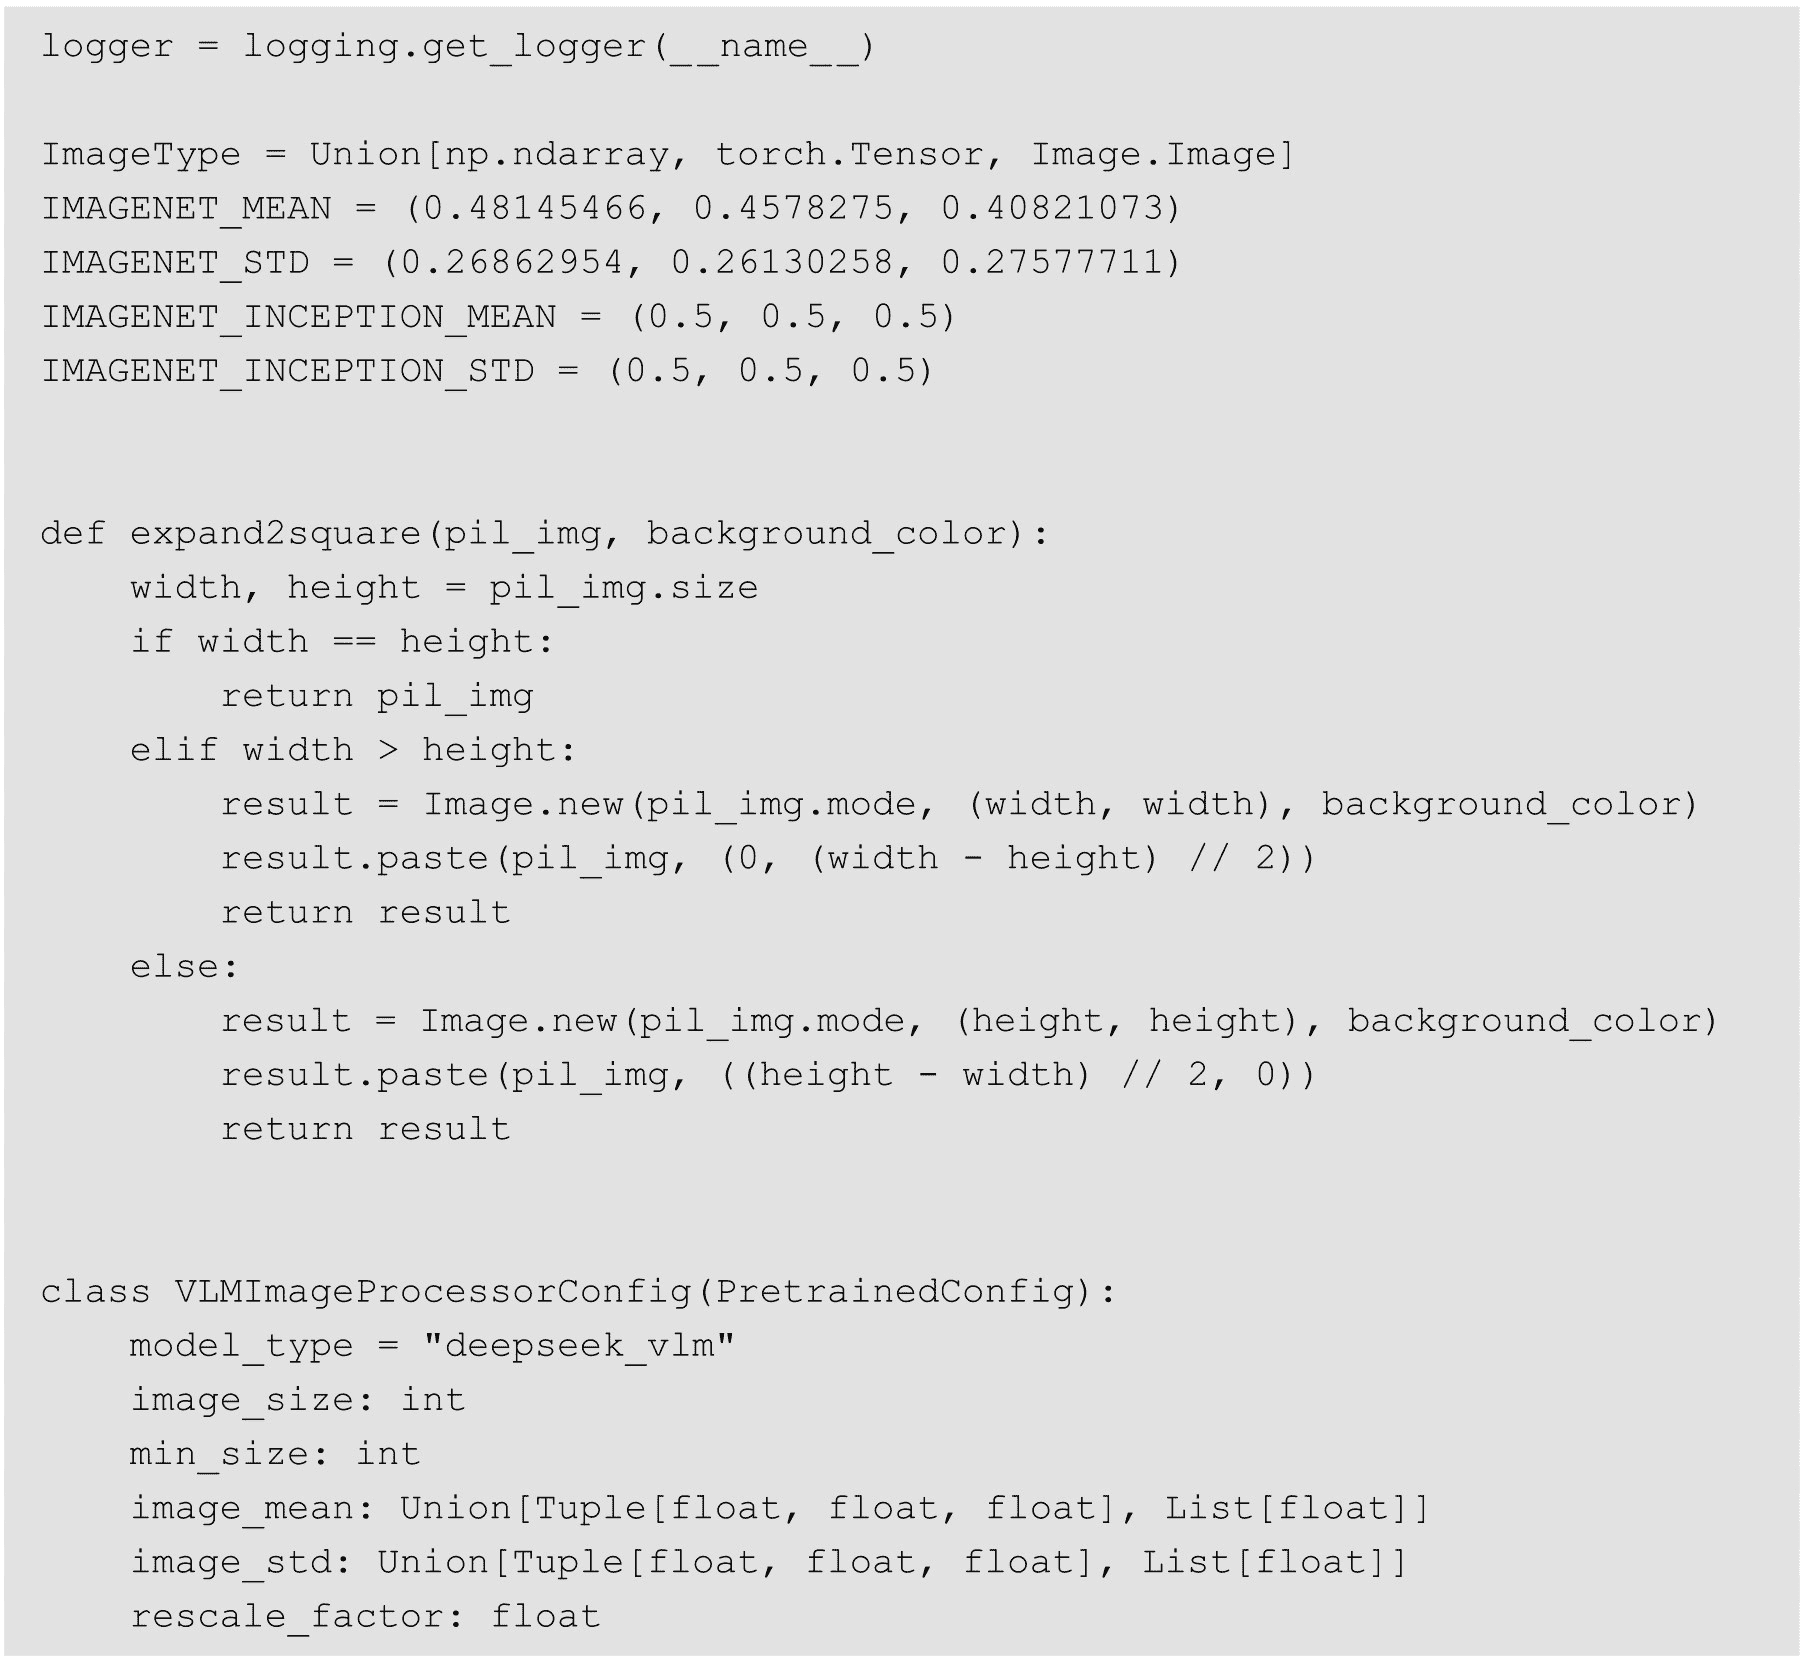 logger = logging.get_logger(__name__)

ImageType = Union[np.ndarray, torch.Tensor, Image.Image]
IMAGENET_MEAN = (0.48145466, 0.4578275, 0.40821073)
IMAGENET_STD = (0.26862954, 0.26130258, 0.27577711)
IMAGENET_INCEPTION_MEAN = (0.5, 0.5, 0.5)
IMAGENET_INCEPTION_STD = (0.5, 0.5, 0.5)


def expand2square(pil_img, background_color):
    width, height = pil_img.size
    if width == height:
        return pil_img
    elif width > height:
        result = Image.new(pil_img.mode, (width, width), background_color)
        result.paste(pil_img, (0, (width - height) // 2))
        return result
    else:
        result = Image.new(pil_img.mode, (height, height), background_color)
        result.paste(pil_img, ((height - width) // 2, 0))
        return result


class VLMImageProcessorConfig(PretrainedConfig):
    model_type = "deepseek_vlm"
    image_size: int
    min_size: int
    image_mean: Union[Tuple[float, float, float], List[float]]
    image_std: Union[Tuple[float, float, float], List[float]]
    rescale_factor: float